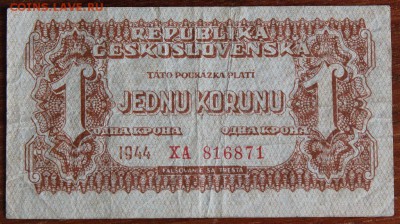 COINS.LAVE.RU
REPUBLIKA
ČESKOSLOVENSKÁ
TÁTO POUKÁZKA PLATÍ
1 JEDNU KORUNU 1
ОДНА КРОНА ОДНА КРОНА
1944 XA 816871
FALŠOVANIE SA TRESTÁ